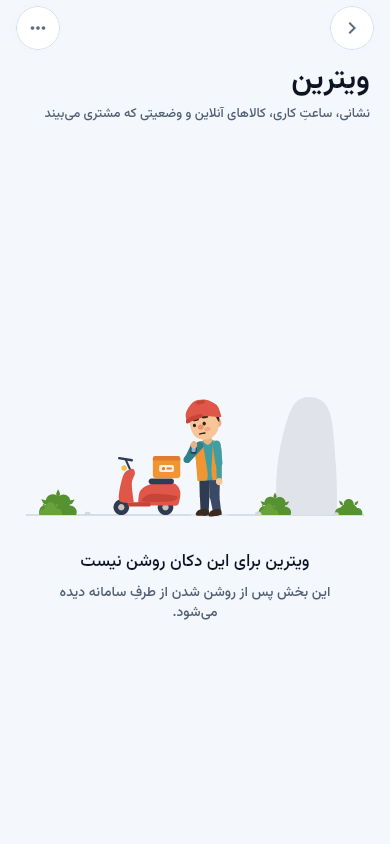 ویترین
نشانی، ساعتِ کاری، کالاهای آنلاین و وضعیتی که مشتری می‌بیند
ویترین برای این دکان روشن نیست
این بخش پس از روشن شدن از طرفِ سامانه دیده
می‌شود.